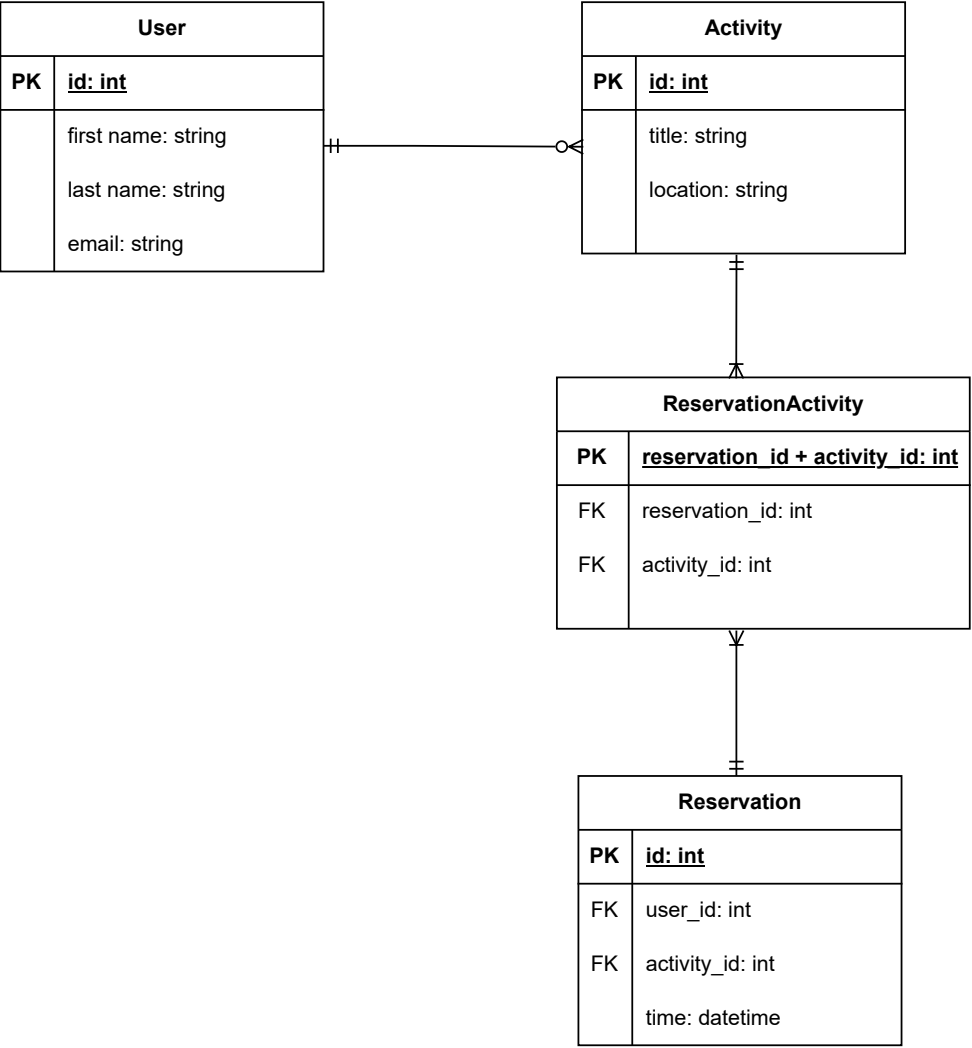 User
PK id: int
first name: string
last name: string
email: string
Activity
PK id: int
title: string
location: string
ReservationActivity
PK reservation_id + activity_id: int
FK reservation_id: int
FK activity_id: int
Reservation
PK id: int
FK user_id: int
FK activity_id: int
time: datetime